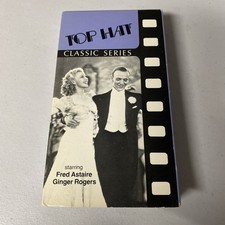 TOP HAT
CLASSIC SERIES
starring
Fred Astaire
Ginger Rogers